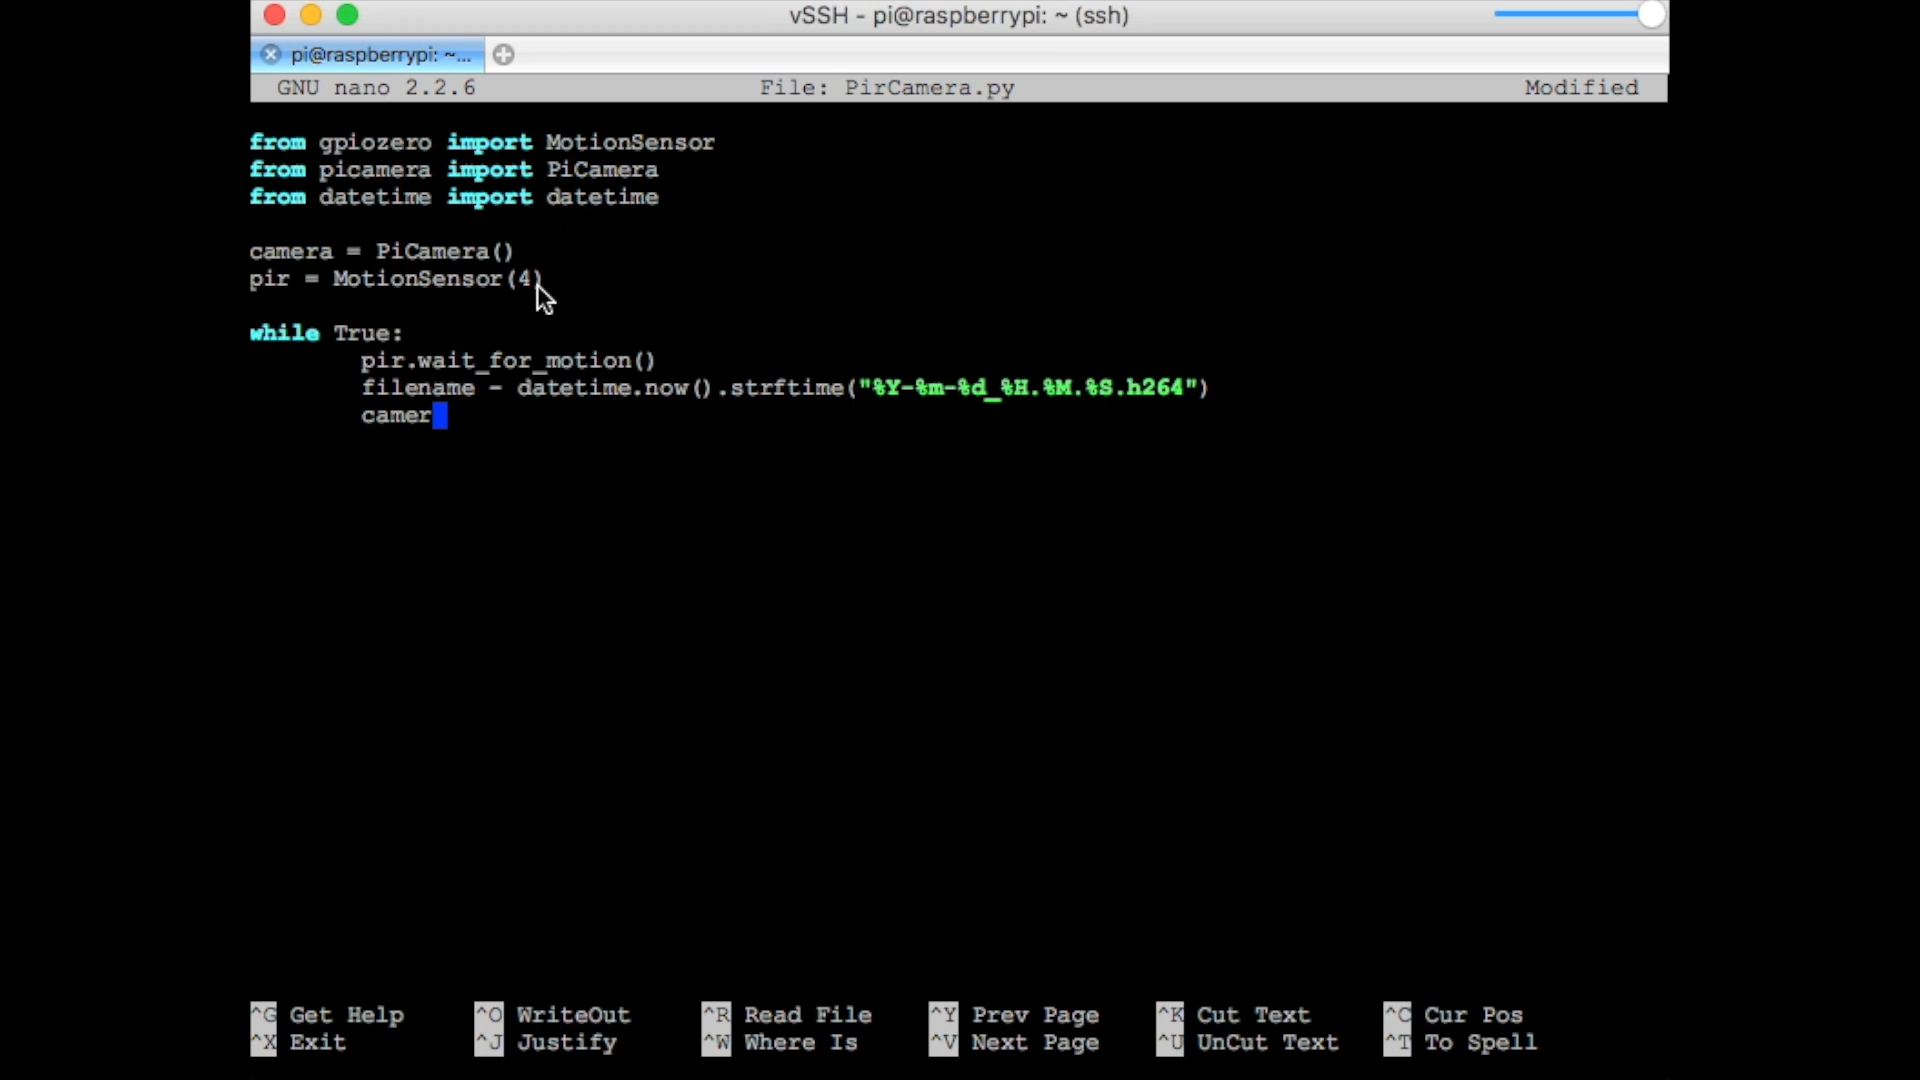 vSSH - pi@raspberrypi: ~ (ssh)
pi@raspberrypi: ~...
GNU nano 2.2.6 File: PirCamera.py Modified
from gpiozero import MotionSensor
from picamera import PiCamera
from datetime import datetime
camera = PiCamera()
pir = MotionSensor(4)
while True:
pir.wait_for_motion()
filename - datetime.now().strftime("%Y-%m-%d_%H.%M.%S.h264")
camer
^G Get Help ^O WriteOut ^R Read File ^Y Prev Page ^K Cut Text ^C Cur Pos
^X Exit ^J Justify ^W Where Is ^V Next Page ^U UnCut Text ^T To Spell